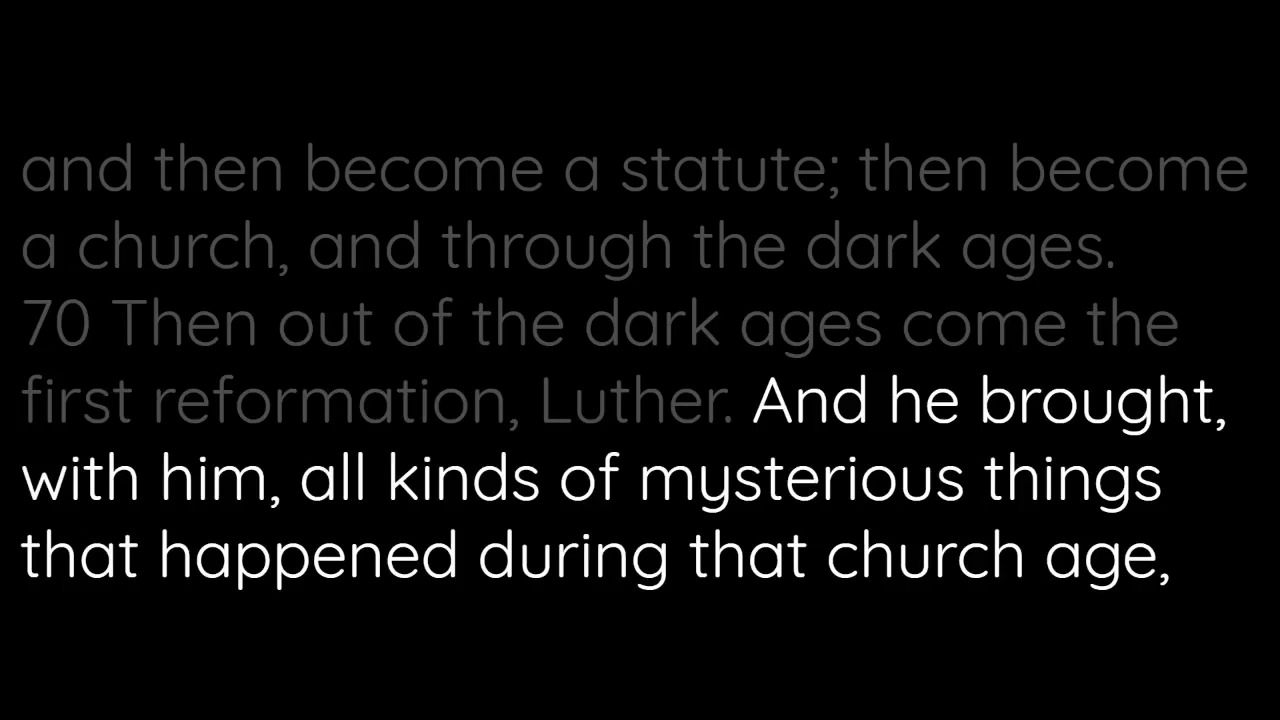 and then become a statute; then become
a church, and through the dark ages.
70 Then out of the dark ages come the
first reformation, Luther. And he brought,
with him, all kinds of mysterious things
that happened during that church age,